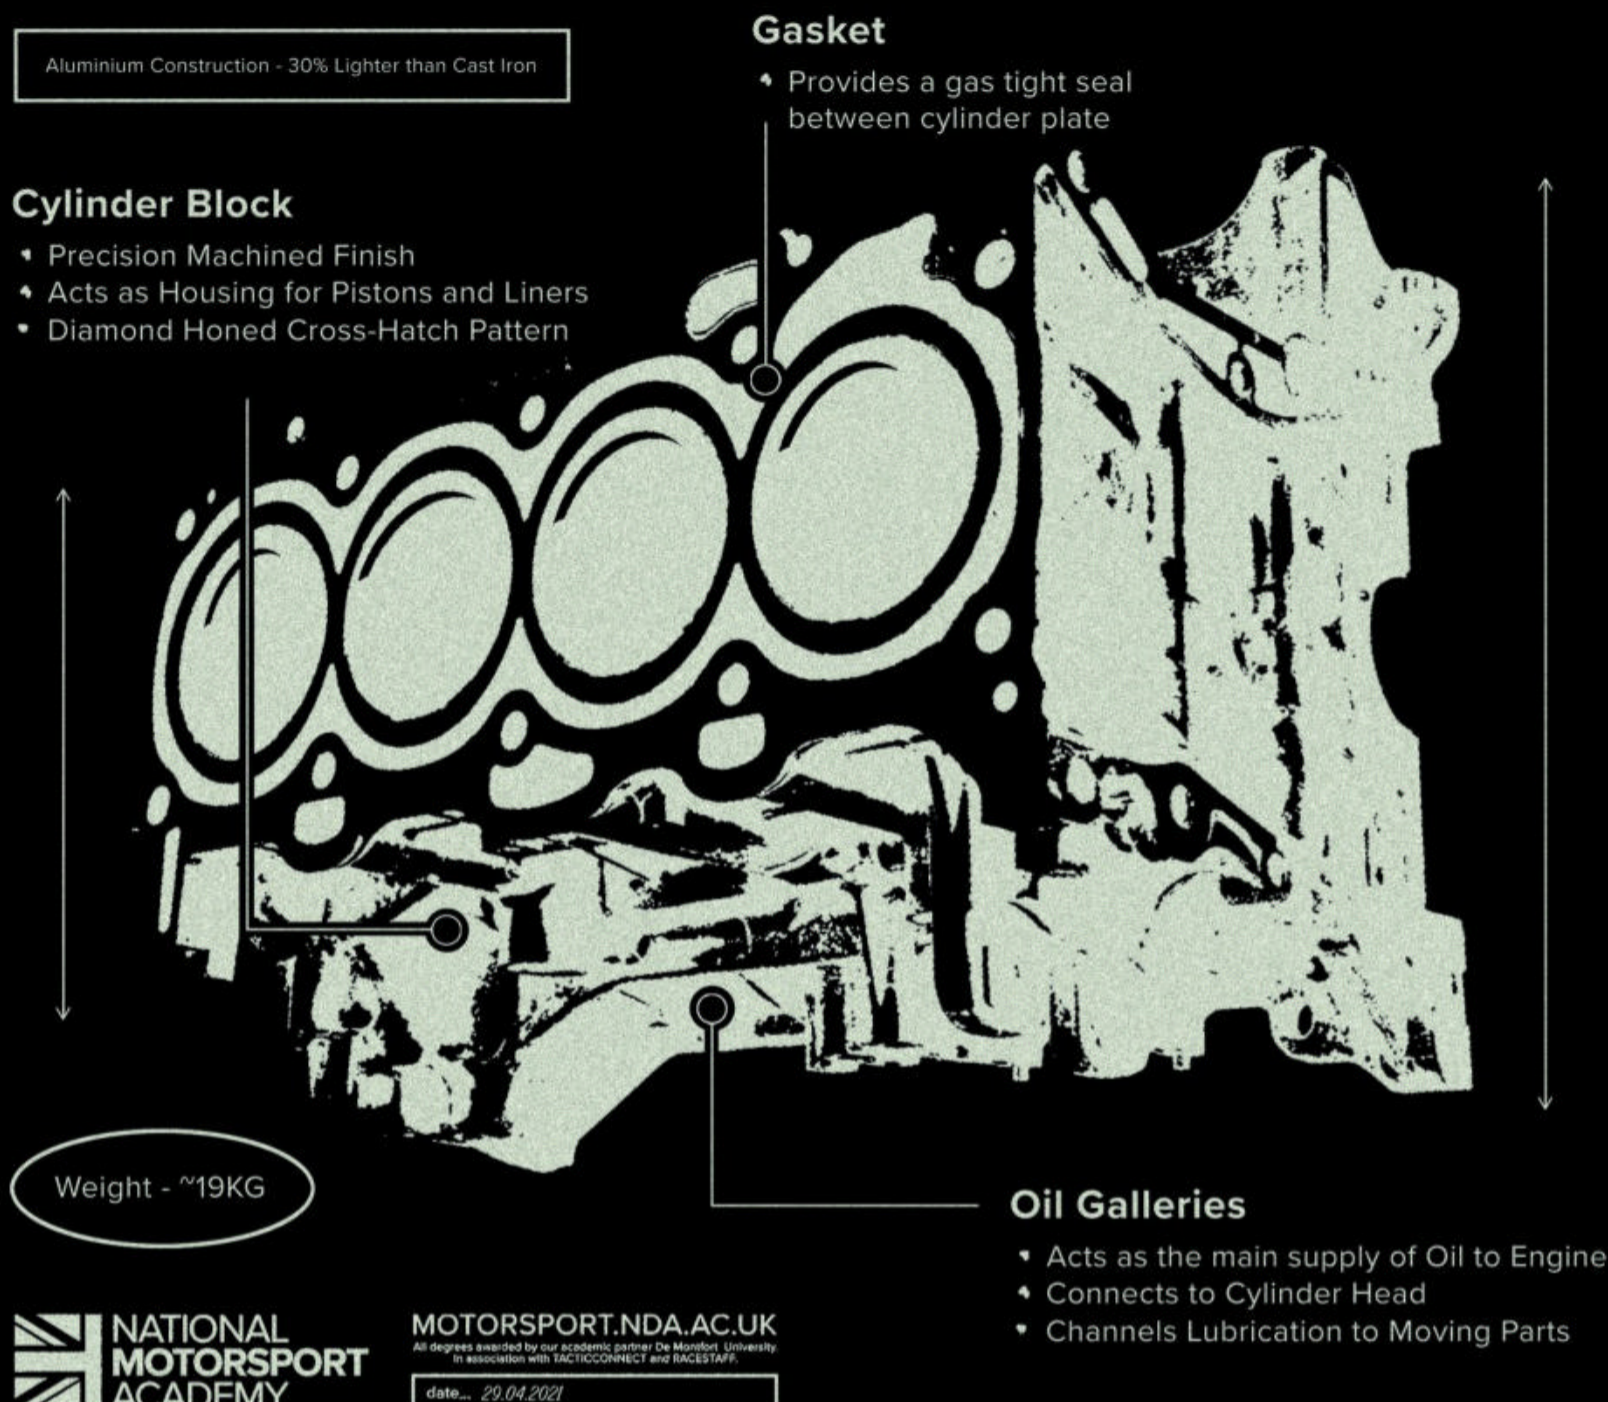 Aluminium Construction - 30% Lighter than Cast Iron
Gasket
Provides a gas tight seal
between cylinder plate
Cylinder Block
Precision Machined Finish
Acts as Housing for Pistons and Liners
Diamond Honed Cross-Hatch Pattern
Weight - ~19KG
Oil Galleries
Acts as the main supply of Oil to Engine
Connects to Cylinder Head
Channels Lubrication to Moving Parts
NATIONAL
MOTORSPORT
ACADEMY
MOTORSPORT.NDA.AC.UK
All degrees awarded by our academic partner De Montfort University.
In association with TACTICCONNECT and RACESTAFF.
date... 29.04.2021